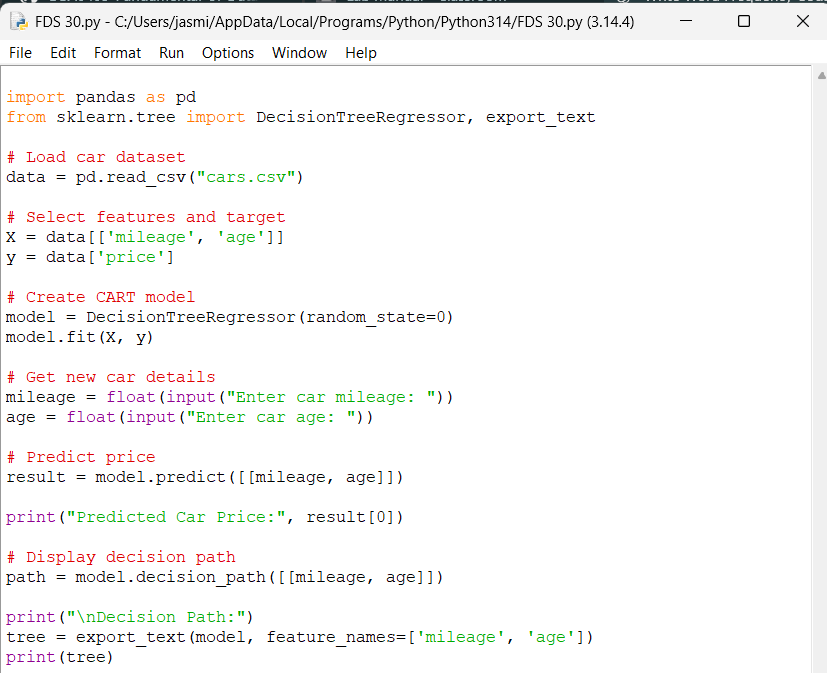 FDS 30.py - C:/Users/jasmi/AppData/Local/Programs/Python/Python314/FDS 30.py (3.14.4)
File Edit Format Run Options Window Help
import pandas as pd
from sklearn.tree import DecisionTreeRegressor, export_text
# Load car dataset
data = pd.read_csv("cars.csv")
# Select features and target
X = data[['mileage', 'age']]
y = data['price']
# Create CART model
model = DecisionTreeRegressor(random_state=0)
model.fit(X, y)
# Get new car details
mileage = float(input("Enter car mileage: "))
age = float(input("Enter car age: "))
# Predict price
result = model.predict([[mileage, age]])
print("Predicted Car Price:", result[0])
# Display decision path
path = model.decision_path([[mileage, age]])
print("\nDecision Path:")
tree = export_text(model, feature_names=['mileage', 'age'])
print(tree)